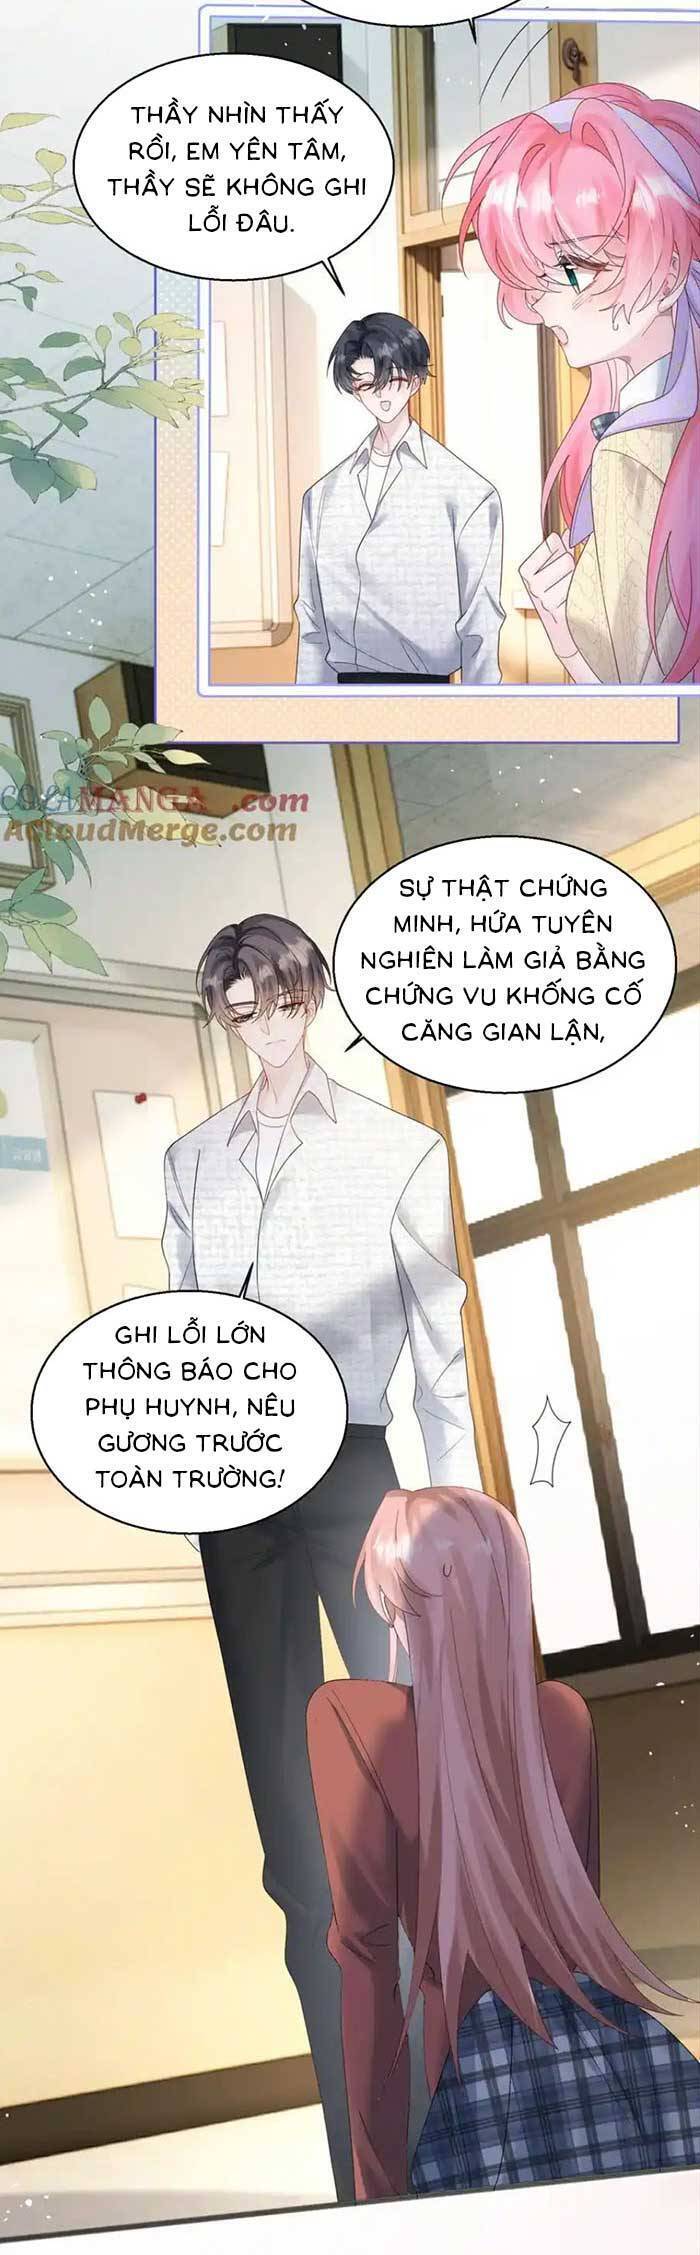 THẦY NHÌN THẤY
RỒI, EM YÊN TÂM,
THẦY SẼ KHÔNG GHI
LỖI ĐÂU.
COLAMANGA.com
ACloudMerge.com
SỰ THẬT CHỨNG
MINH, HỨA TUYÊN
NGHIÊN LÀM GIẢ BẰNG
CHỨNG VU KHỐNG CỐ
CĂNG GIAN LẬN,
GHI LỖI LỚN
THÔNG BÁO CHO
PHỤ HUYNH, NÊU
GƯƠNG TRƯỚC
TOÀN TRƯỜNG!